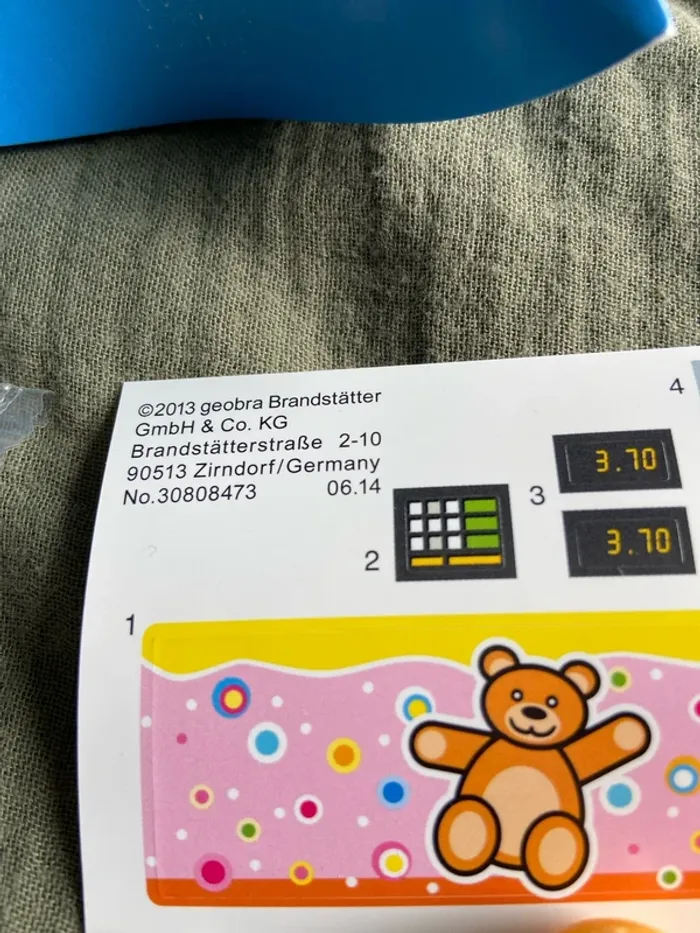 ©2013 geobra Brandstätter
GmbH & Co. KG
Brandstätterstraße 2-10
90513 Zirndorf/Germany
No.30808473 06.14
4
3
3.70
3.70
2
1